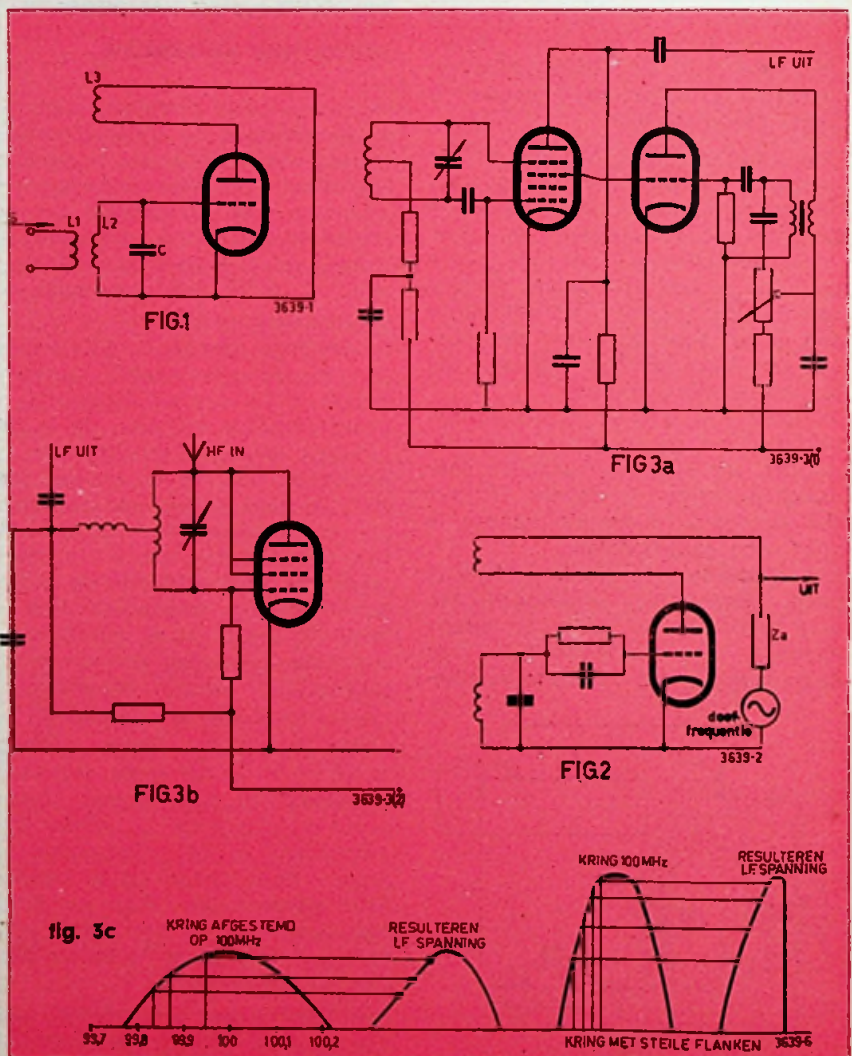 L3
L1
L2
C
3639-1
FIG.1
LF UIT
FIG3a
3639-3(1)
LF UIT
HF IN
FIG.3b
3639-3(2)
UIT
Za
doof-
frequentie
3639-2
FIG.2
fig. 3c
KRING AFGESTEMD
OP 100MHz
RESULTEREN
LF SPANNING
KRING 100MHz
RESULTEREN
LF SPANNING
99,7 99,8 99,9 100 100,1 100,2
KRING MET STEILE FLANKEN 3639-6